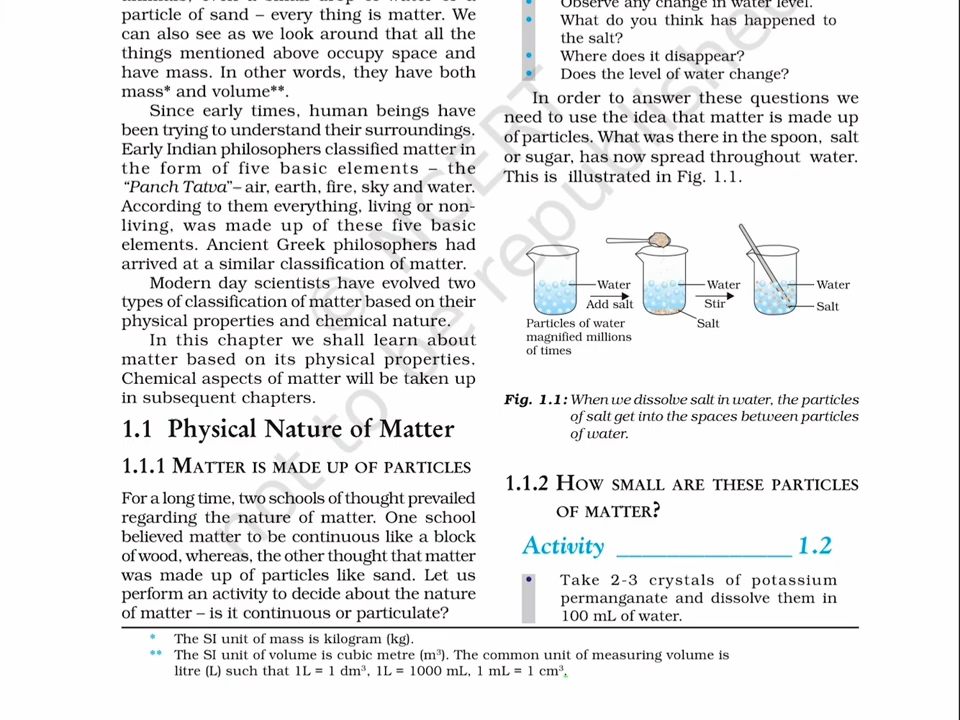 particle of sand – every thing is matter. We
can also see as we look around that all the
things mentioned above occupy space and
have mass. In other words, they have both
mass* and volume**.
Since early times, human beings have
been trying to understand their surroundings.
Early Indian philosophers classified matter in
the form of five basic elements – the
“Panch Tatva”– air, earth, fire, sky and water.
According to them everything, living or non-
living, was made up of these five basic
elements. Ancient Greek philosophers had
arrived at a similar classification of matter.
Modern day scientists have evolved two
types of classification of matter based on their
physical properties and chemical nature.
In this chapter we shall learn about
matter based on its physical properties.
Chemical aspects of matter will be taken up
in subsequent chapters.
1.1 Physical Nature of Matter
1.1.1 MATTER IS MADE UP OF PARTICLES
For a long time, two schools of thought prevailed
regarding the nature of matter. One school
believed matter to be continuous like a block
of wood, whereas, the other thought that matter
was made up of particles like sand. Let us
perform an activity to decide about the nature
of matter – is it continuous or particulate?
• Observe any change in water level.
• What do you think has happened to
the salt?
• Where does it disappear?
• Does the level of water change?
In order to answer these questions we
need to use the idea that matter is made up
of particles. What was there in the spoon, salt
or sugar, has now spread throughout water.
This is illustrated in Fig. 1.1.
Water
Add salt
Water
Stir
Salt
Water
Salt
Particles of water
magnified millions
of times
Fig. 1.1: When we dissolve salt in water, the particles
of salt get into the spaces between particles
of water.
1.1.2 HOW SMALL ARE THESE PARTICLES
OF MATTER?
Activity ______________ 1.2
• Take 2-3 crystals of potassium
permanganate and dissolve them in
100 mL of water.
* The SI unit of mass is kilogram (kg).
** The SI unit of volume is cubic metre (m³). The common unit of measuring volume is
litre (L) such that 1L = 1 dm³, 1L = 1000 mL, 1 mL = 1 cm³.
© NCERT
not to be republished